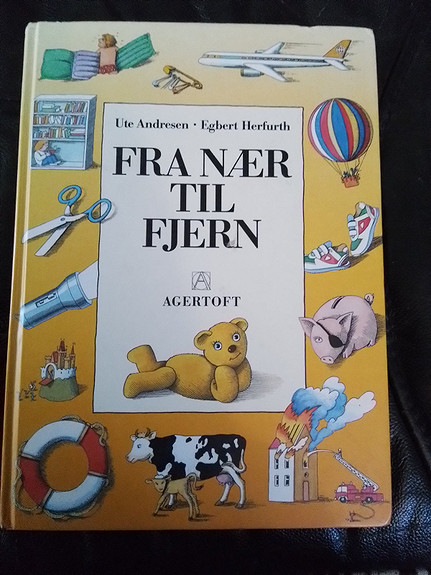 Ute Andresen · Egbert Herfurth
FRA NÆR
TIL
FJERN
A
AGERTOFT